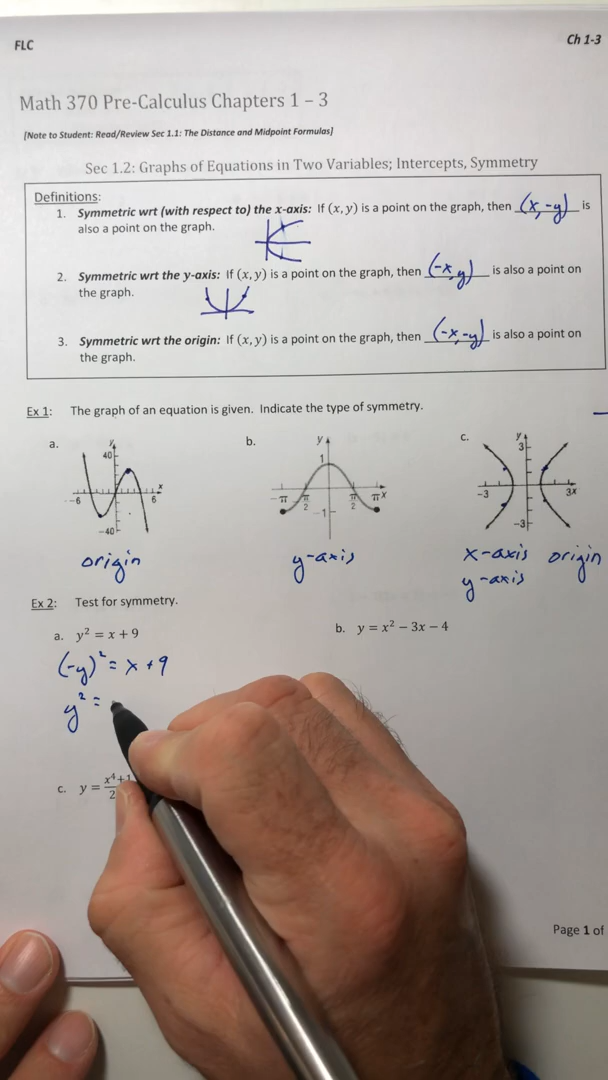 FLC
Ch 1-3
Math 370 Pre-Calculus Chapters 1 – 3
[Note to Student: Read/Review Sec 1.1: The Distance and Midpoint Formulas]
Sec 1.2: Graphs of Equations in Two Variables; Intercepts, Symmetry
Definitions:
1. Symmetric wrt (with respect to) the x-axis: If (x, y) is a point on the graph, then (x, -y) is
also a point on the graph.
2. Symmetric wrt the y-axis: If (x, y) is a point on the graph, then (-x, y) is also a point on
the graph.
3. Symmetric wrt the origin: If (x, y) is a point on the graph, then (-x, -y) is also a point on
the graph.
Ex 1: The graph of an equation is given. Indicate the type of symmetry.
a.
y
40
x
-6
6
-40
b.
y
1
-π
π/2
π/2
π
x
-1
c.
y
3
-3
3x
-3
origin
y-axis
x-axis origin
y-axis
Ex 2: Test for symmetry.
a. y² = x + 9
b. y = x² − 3x − 4
(-y)² = x + 9
y² =
c. y = x⁴+1
2
Page 1 of